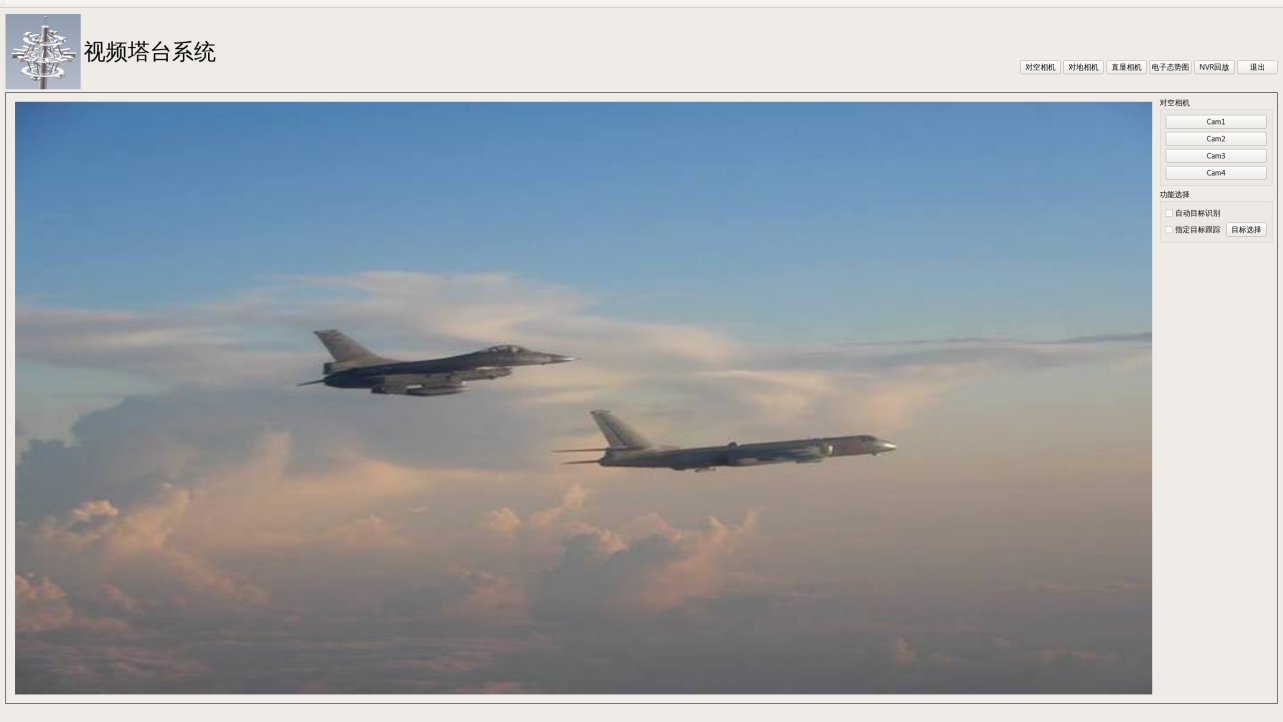 视频塔台系统
对空相机 对地相机 直显相机 电子态势图 NVR回放 退出
对空相机
Cam1
Cam2
Cam3
Cam4
功能选择
自动目标识别
指定目标跟踪 目标选择